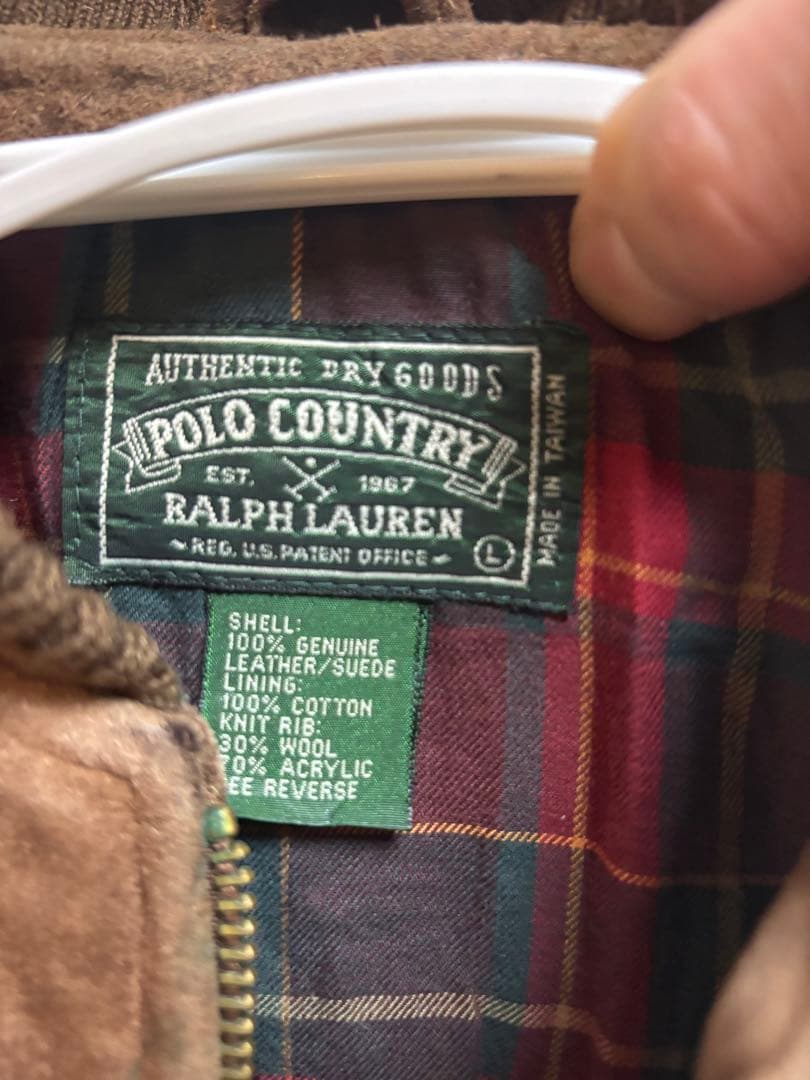 AUTHENTIC DRY GOODS
POLO COUNTRY
EST. 1967
RALPH LAUREN
~REG. U.S. PATENT OFFICE~
L
MADE IN TAIWAN
SHELL:
100% GENUINE
LEATHER/SUEDE
LINING:
100% COTTON
KNIT RIB:
30% WOOL
70% ACRYLIC
EE REVERSE